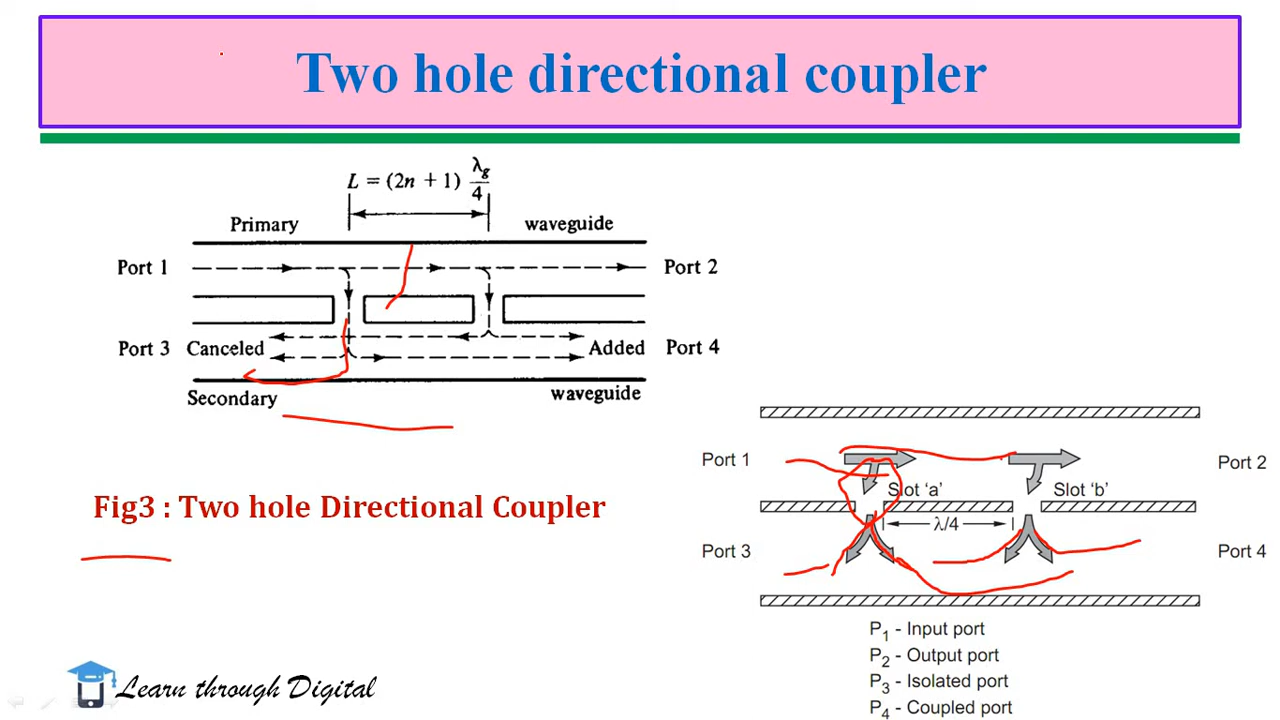 Two hole directional coupler
L = (2n + 1) λg/4
Primary waveguide
Port 1 Port 2
Port 3 Canceled Added Port 4
Secondary waveguide
Fig3 : Two hole Directional Coupler
Port 1 Port 2
Slot ‘a’ Slot ‘b’
λ/4
Port 3 Port 4
P1 - Input port
P2 - Output port
P3 - Isolated port
P4 - Coupled port
Learn through Digital